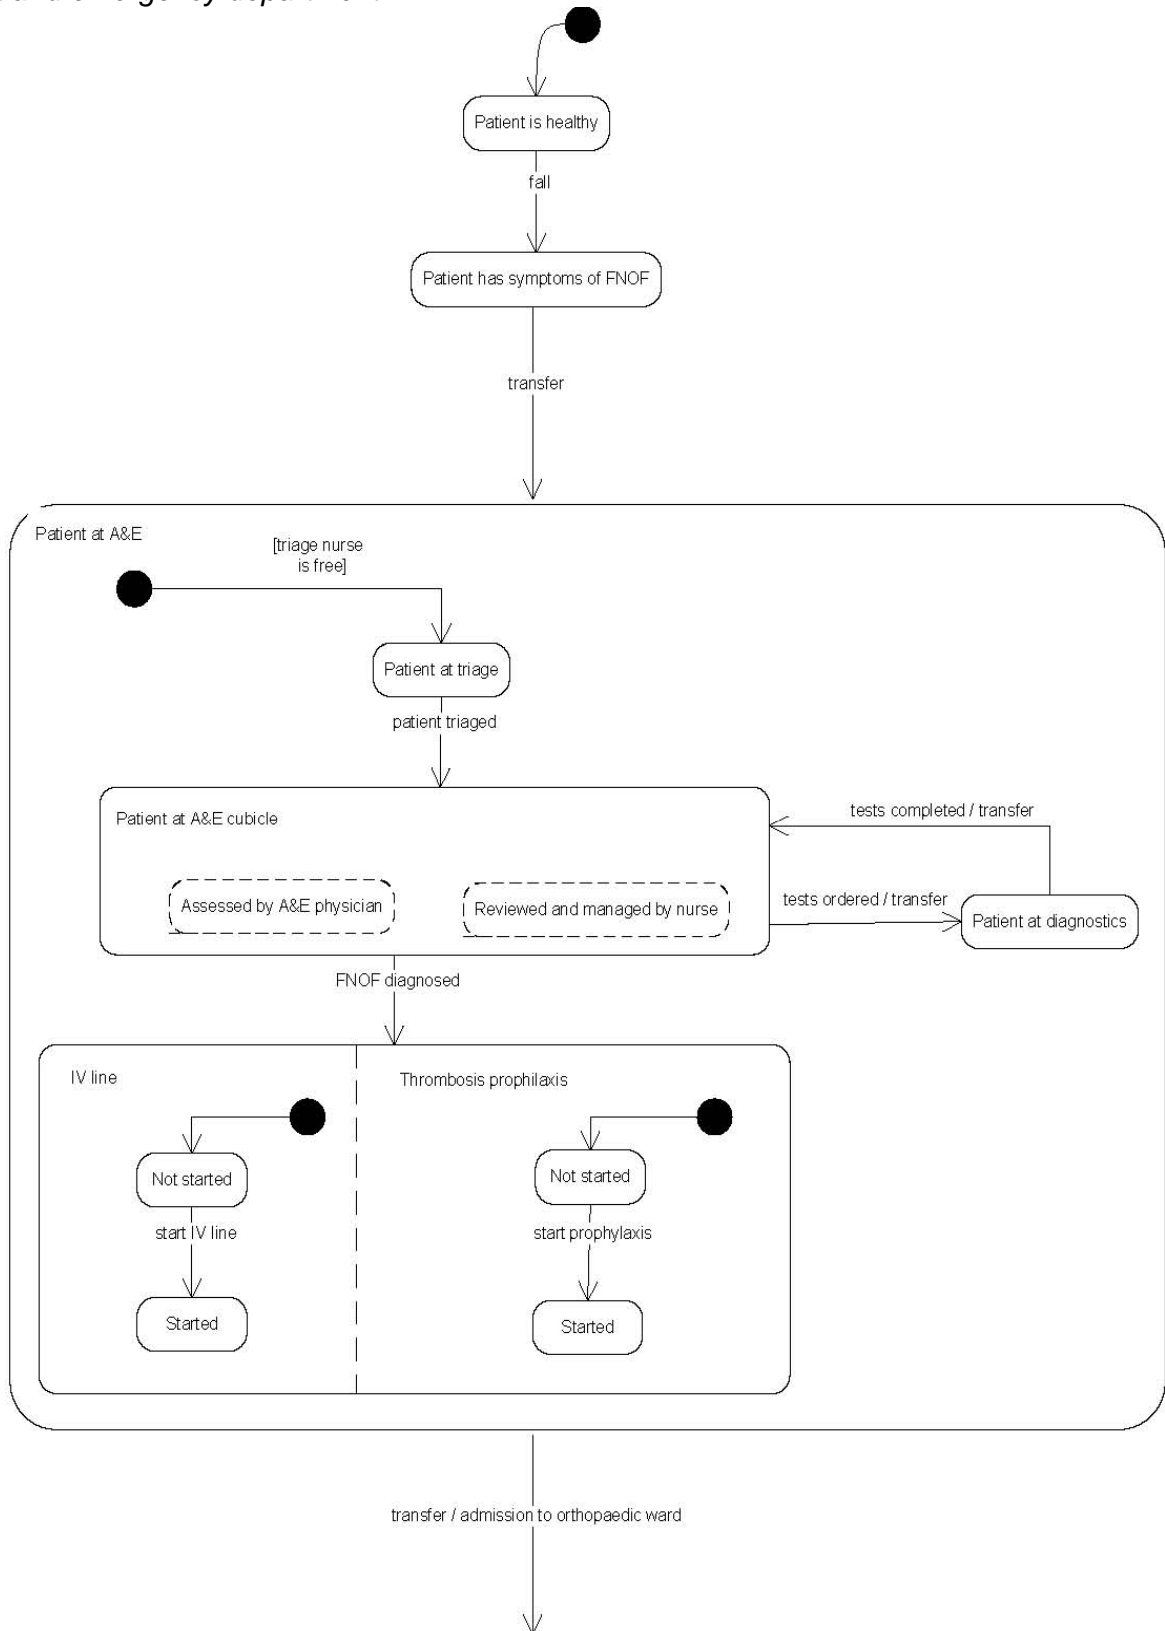 emergency department
Patient is healthy
fall
Patient has symptoms of FNOF
transfer
Patient at A&E
[triage nurse
is free]
Patient at triage
patient triaged
Patient at A&E cubicle
tests completed / transfer
Assessed by A&E physician
Reviewed and managed by nurse
tests ordered / transfer
Patient at diagnostics
FNOF diagnosed
IV line
Thrombosis prophilaxis
Not started
Not started
start IV line
start prophylaxis
Started
Started
transfer / admission to orthopaedic ward